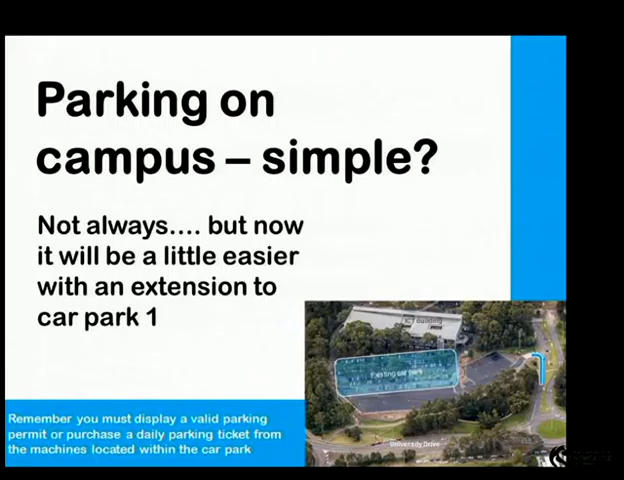 Parking on
campus – simple?
Not always.... but now
it will be a little easier
with an extension to
car park 1
ICT Building
Existing car park
University Drive
Remember you must display a valid parking
permit or purchase a daily parking ticket from
the machines located within the car park